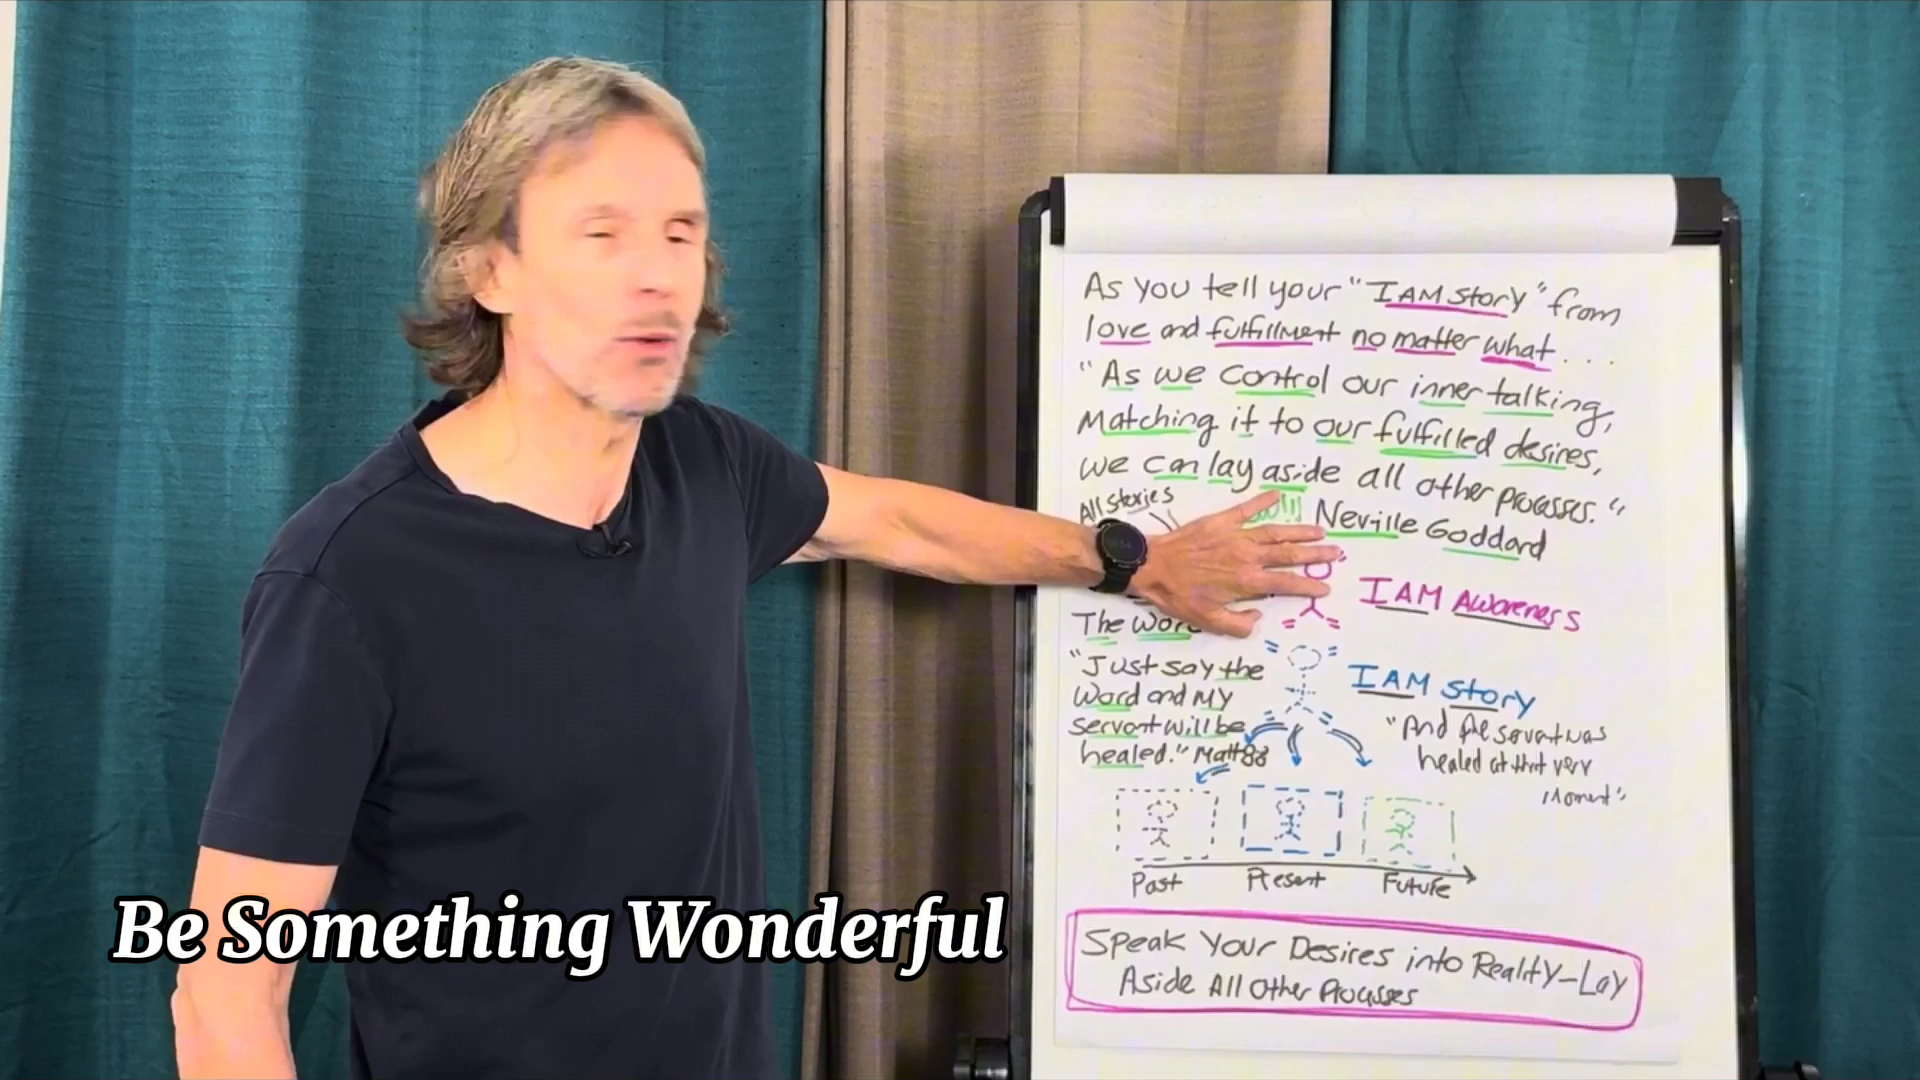 As you tell your "I AM Story" from
love and fulfillment no matter what . . . .
"As we control our inner talking,
Matching it to our fulfilled desires,
we can lay aside all other processes."
All stories
Neville Goddard
I AM Awareness
The Word
"Just say the
Word and My
servant will be
healed." Matt 8:8
I AM Story
"And the servant was
healed at that very
Moment"
Past Present Future
Speak Your Desires into Reality-Lay
Aside All Other Processes
Be Something Wonderful